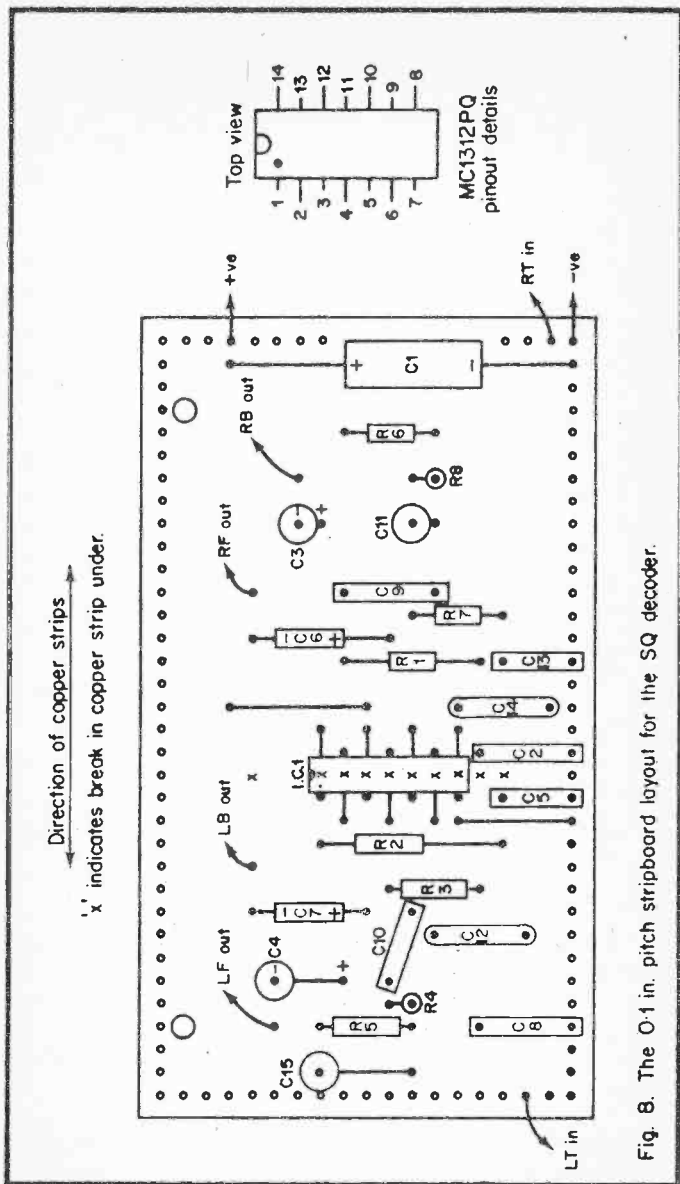 Direction of copper strips
'x' indicates break in copper strip under.
LF out
LB out
RF out
RB out
+ve
C4
-
+
C7
-
+
x
I.C.1
C6
-
+
C3
-
+
C1
+
-
C15
R5
R4
C10
R3
R2
R1
C9
R7
C11
R8
R6
C8
C12
C5
C2
C14
C13
x
x
x
x
x
x
x
x
x
LT in
RT in
-ve
Top view
1
2
3
4
5
6
7
14
13
12
11
10
9
8
MC1312PQ
pinout details
Fig. 8. The 0·1 in. pitch stripboard layout for the SQ decoder.